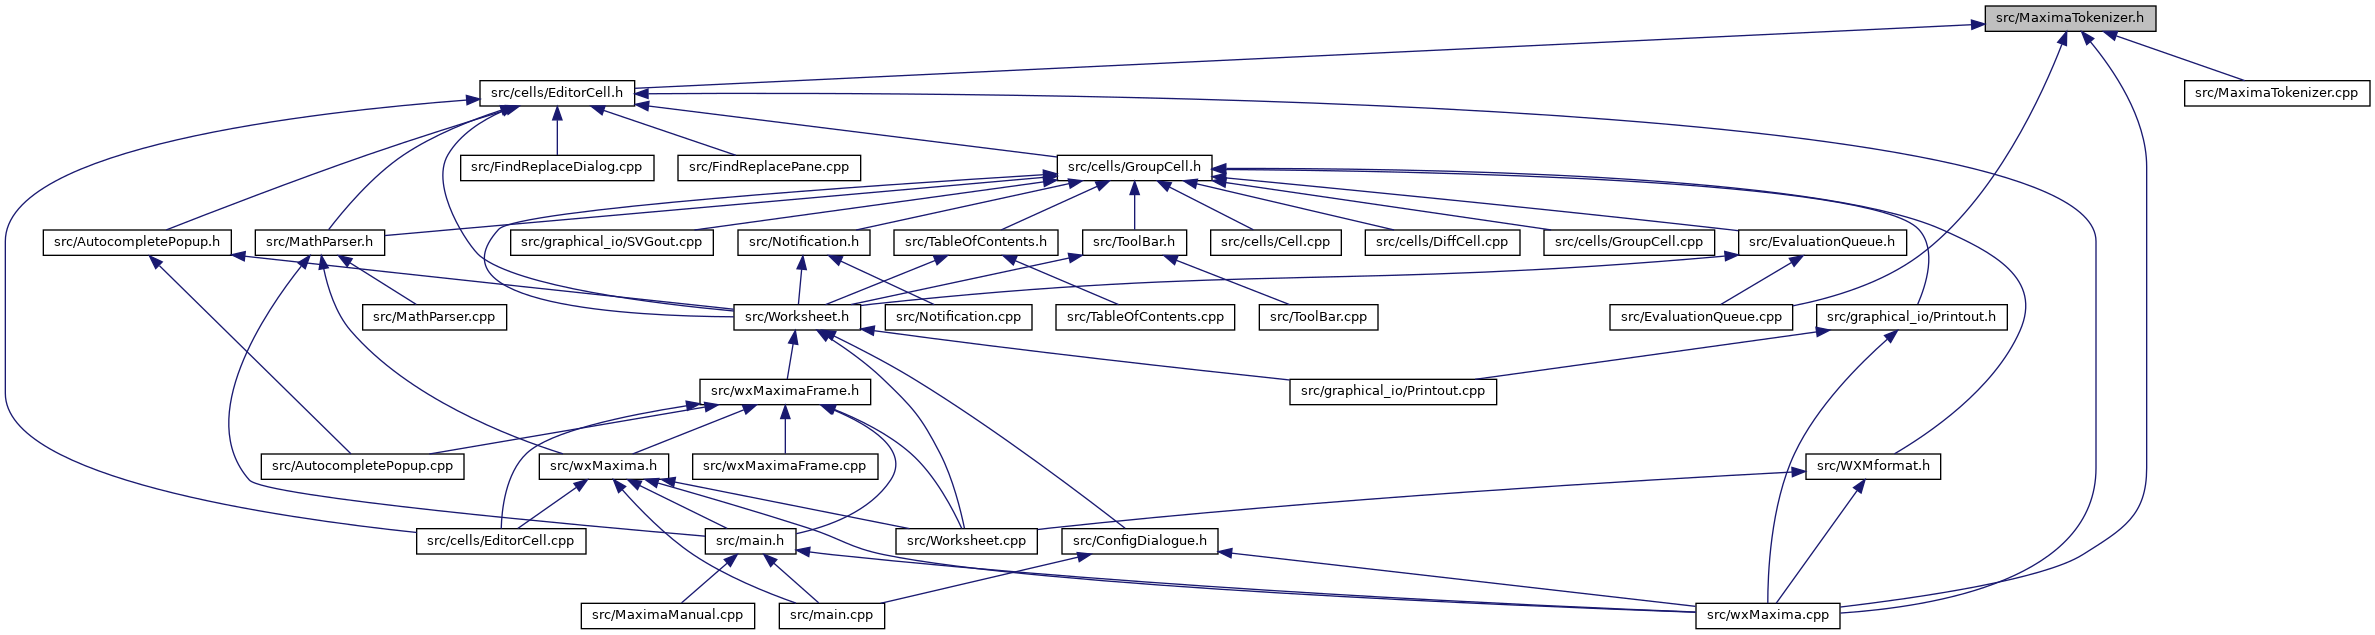 src/MaximaTokenizer.h
src/cells/EditorCell.h
src/MaximaTokenizer.cpp
src/FindReplaceDialog.cpp
src/FindReplacePane.cpp
src/cells/GroupCell.h
src/AutocompletePopup.h
src/MathParser.h
src/graphical_io/SVGout.cpp
src/Notification.h
src/TableOfContents.h
src/ToolBar.h
src/cells/Cell.cpp
src/cells/DiffCell.cpp
src/cells/GroupCell.cpp
src/EvaluationQueue.h
src/MathParser.cpp
src/Worksheet.h
src/Notification.cpp
src/TableOfContents.cpp
src/ToolBar.cpp
src/EvaluationQueue.cpp
src/graphical_io/Printout.h
src/wxMaximaFrame.h
src/graphical_io/Printout.cpp
src/AutocompletePopup.cpp
src/wxMaxima.h
src/wxMaximaFrame.cpp
src/WXMformat.h
src/cells/EditorCell.cpp
src/main.h
src/Worksheet.cpp
src/ConfigDialogue.h
src/MaximaManual.cpp
src/main.cpp
src/wxMaxima.cpp